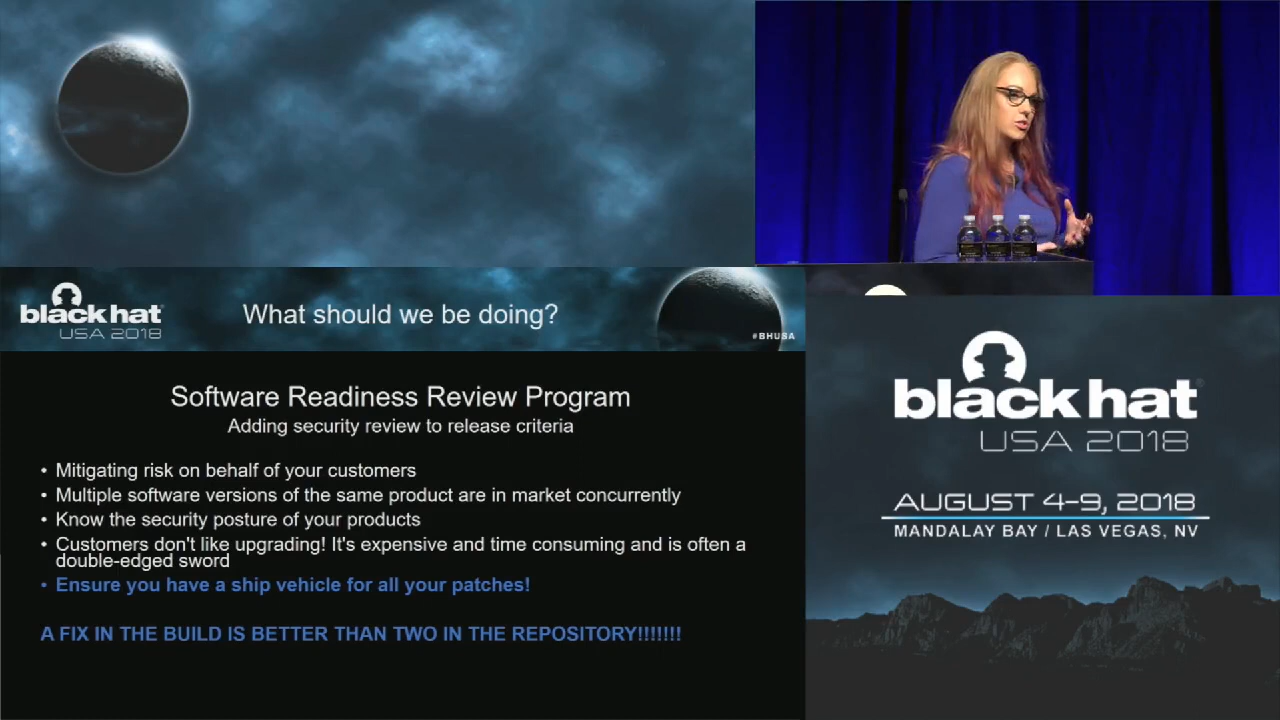 black hat
USA 2018
What should we be doing?
#BHUSA
Software Readiness Review Program
Adding security review to release criteria
• Mitigating risk on behalf of your customers
• Multiple software versions of the same product are in market concurrently
• Know the security posture of your products
• Customers don't like upgrading! It's expensive and time consuming and is often a
double-edged sword
• Ensure you have a ship vehicle for all your patches!
A FIX IN THE BUILD IS BETTER THAN TWO IN THE REPOSITORY!!!!!!!
black hat
USA 2018
AUGUST 4-9, 2018
MANDALAY BAY / LAS VEGAS, NV